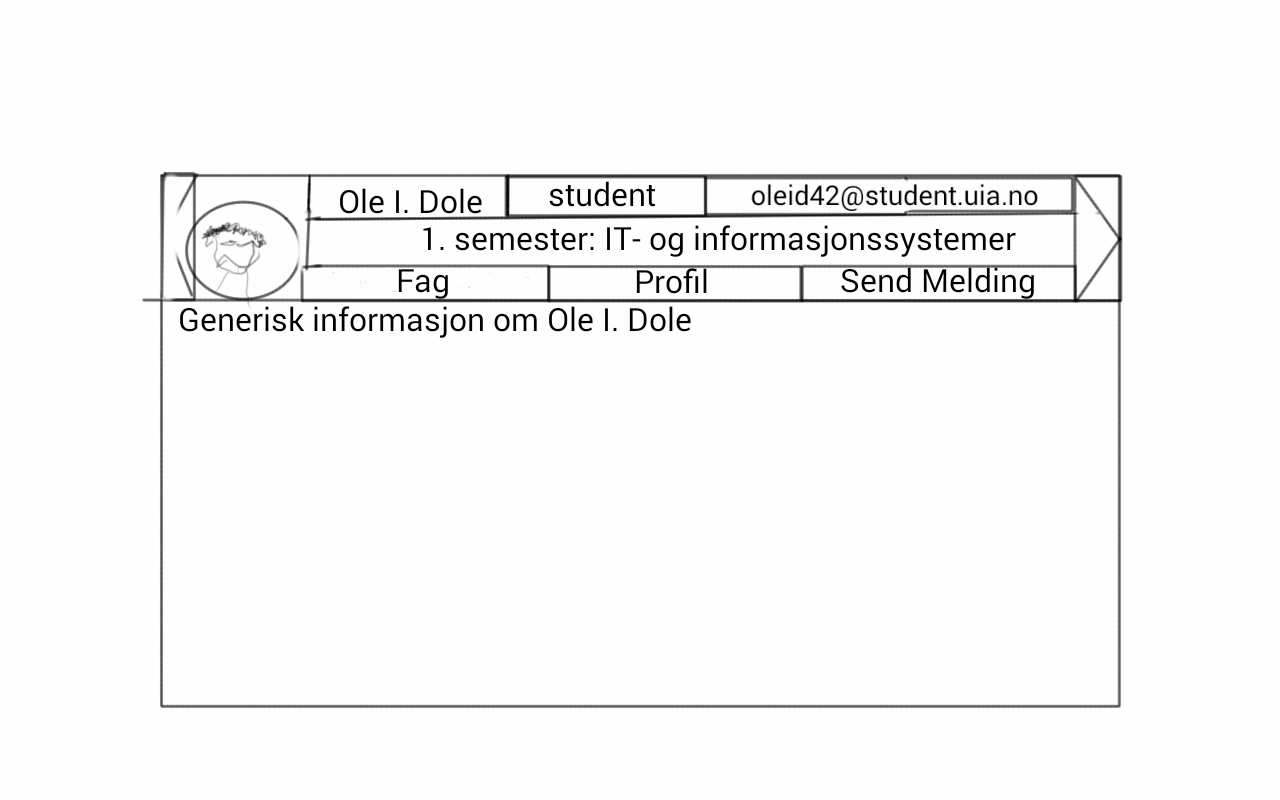 Ole I. Dole student oleid42@student.uia.no
1. semester: IT- og informasjonssystemer
Fag Profil Send Melding
Generisk informasjon om Ole I. Dole